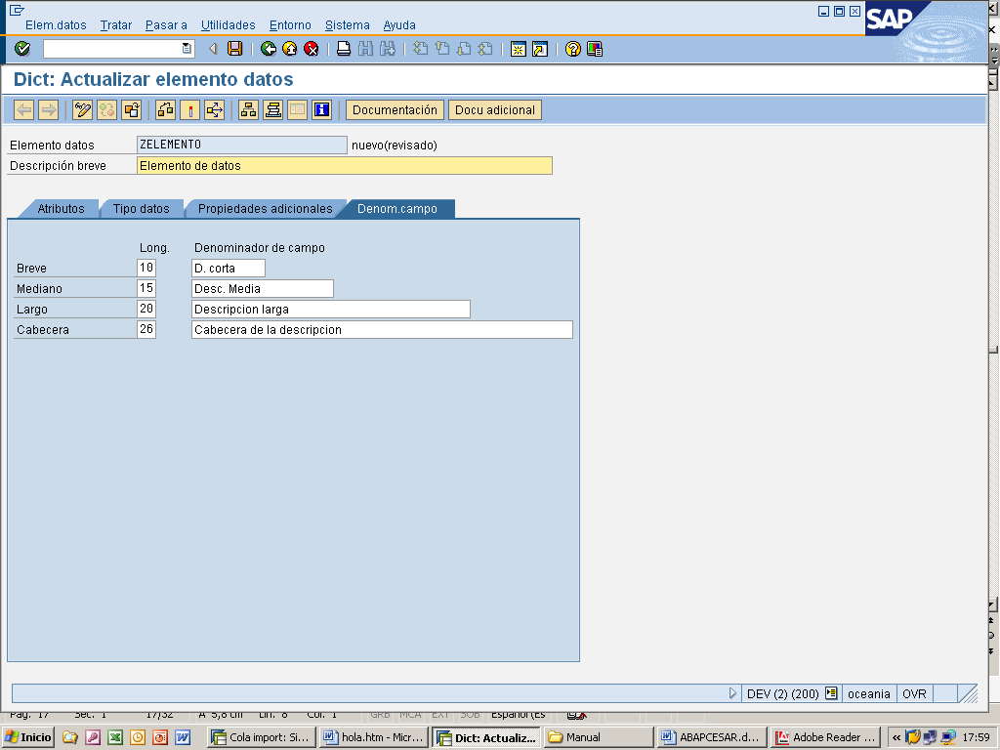 Elem.datos Tratar Pasar a Utilidades Entorno Sistema Ayuda
SAP
Dict: Actualizar elemento datos
Documentación Docu adicional
Elemento datos ZELEMENTO nuevo(revisado)
Descripción breve Elemento de datos
Atributos Tipo datos Propiedades adicionales Denom.campo
Long. Denominador de campo
Breve 10 D. corta
Mediano 15 Desc. Media
Largo 20 Descripcion larga
Cabecera 26 Cabecera de la descripcion
DEV (2) (200) oceania OVR
Pág. 17 Sec. 1 17/32 A 5,8 cm Lín. 8 Col. 1 GRB MCA EXT SOB Español (Es
Inicio Cola import: Si... hola.htm - Micr... Dict: Actualiz... Manual ABAPCESAR.d... Adobe Reader ... « 17:59